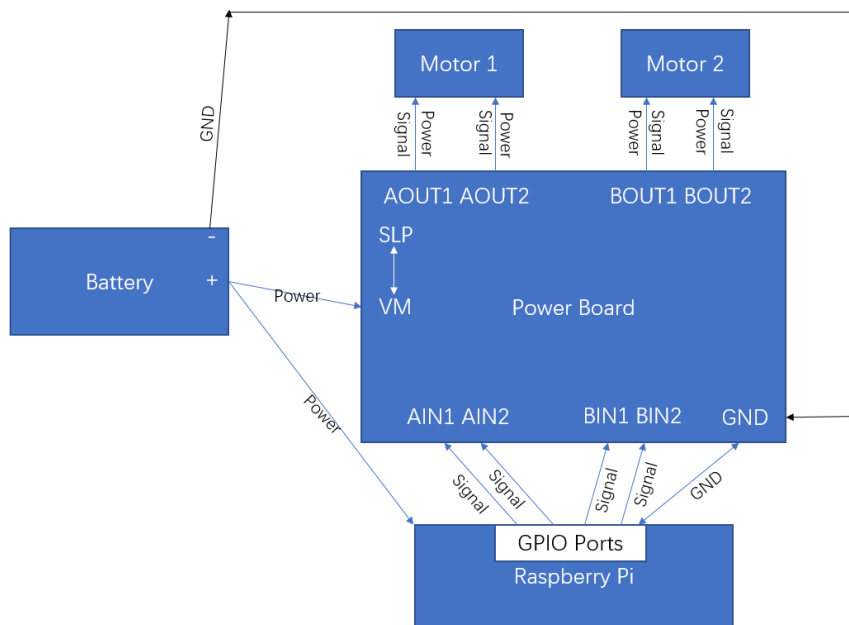 Motor 1
Motor 2
GND
Signal
Power
Signal
Power
Power
Signal
Power
Signal
AOUT1 AOUT2
BOUT1 BOUT2
SLP
-
Battery
+
Power
VM
Power Board
Power
AIN1 AIN2
BIN1 BIN2
GND
Signal
Signal
Signal
Signal
GND
GPIO Ports
Raspberry Pi